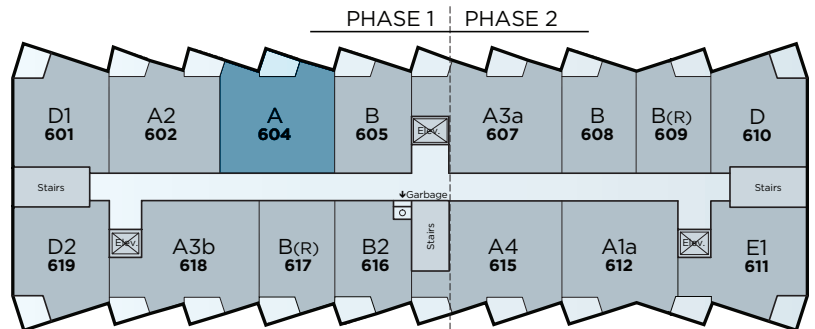 PHASE 1 PHASE 2
D1
601
A2
602
A
604
B
605
Elev.
A3a
607
B
608
B(R)
609
D
610
Stairs
Garbage
Stairs
D2
619
Elev.
A3b
618
B(R)
617
B2
616
Stairs
A4
615
A1a
612
Elev.
E1
611